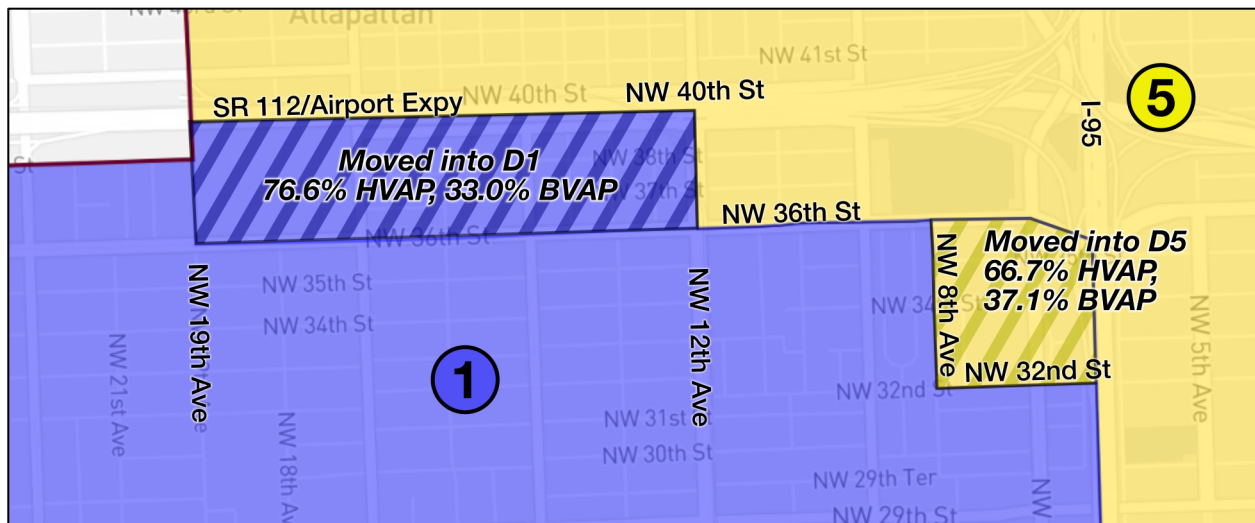 Allapattah
NW 41st St
5
SR 112/Airport Expy
NW 40th St
NW 40th St
I-95
Moved into D1
NW 38th St
76.6% HVAP, 33.0% BVAP
NW 37th St
NW 36th St
NW 36th St
Moved into D5
66.7% HVAP,
37.1% BVAP
St
NW 35th St
NW 34th St
NW 19th Ave
NW 12th Ave
NW 8th Ave
NW 5th Ave
NW 21st Ave
1
NW 32nd St
NW 32nd St
NW 18th Av
NW 31st St
NW 30th St
NW 29th Ter
NW 29th St
NW